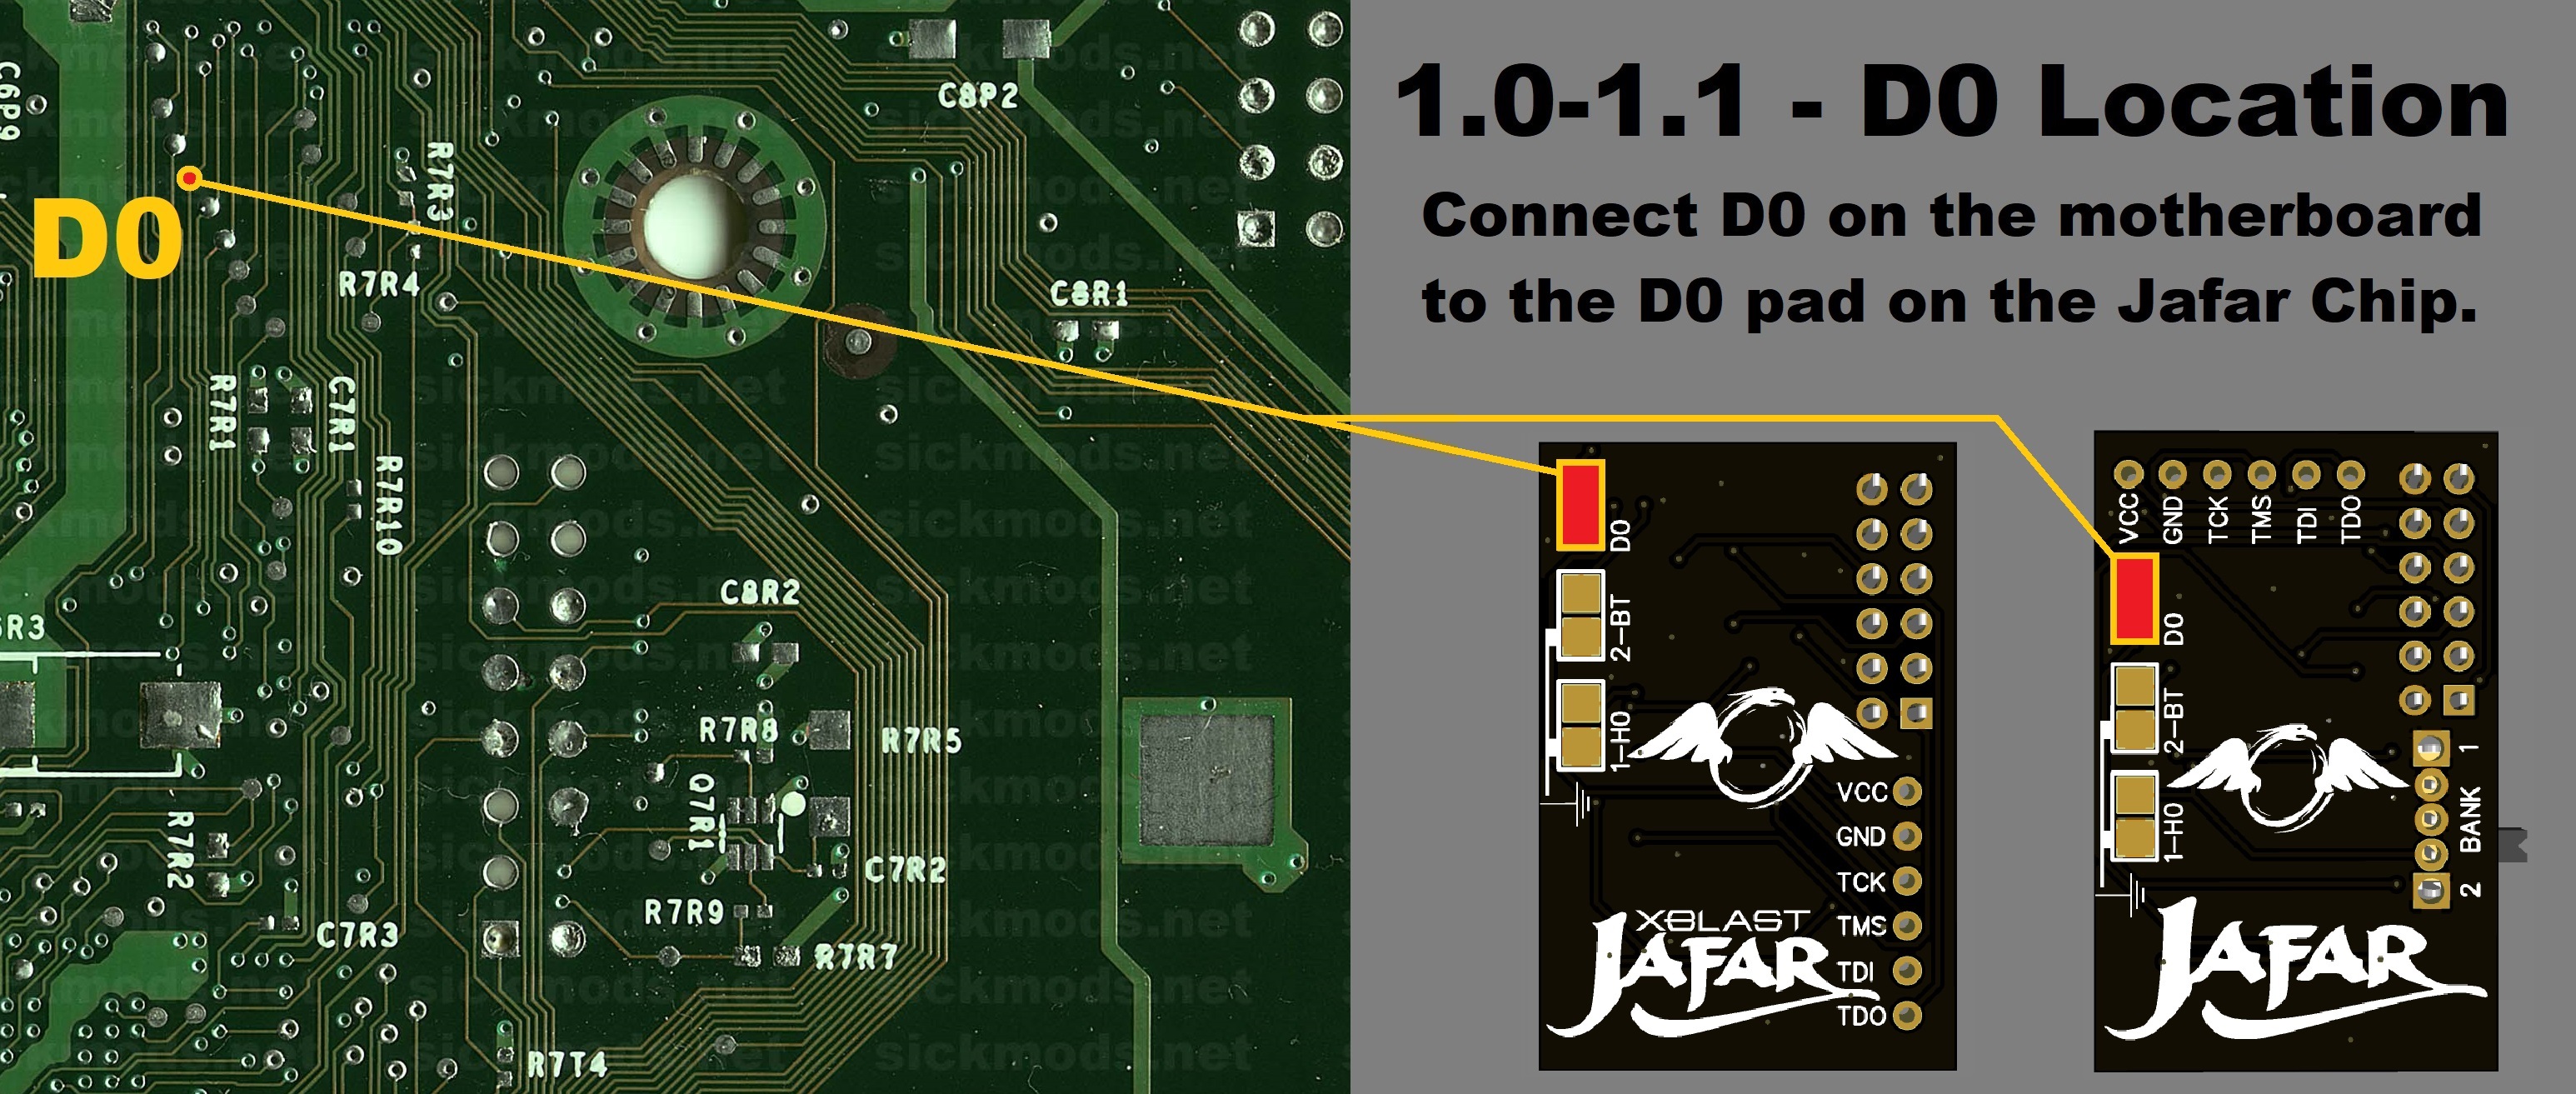 1.0-1.1 - D0 Location
Connect D0 on the motherboard
to the D0 pad on the Jafar Chip.
D0
C6P9
C8P2
R7R3
R7R4
C8R1
R7R1
C7R1
R7R10
C8R2
R7R8
R7R5
Q7R1
R7R2
C7R2
R7R9
C7R3
R7R7
R7T4
sickmods.net
D0
2-BT
1-H0
VCC
GND
TCK
TMS
TDI
TDO
XBLAST
JAFAR
VCC
GND
TCK
TMS
TDI
TDO
D0
2-BT
1-H0
1
BANK
2
JAFAR